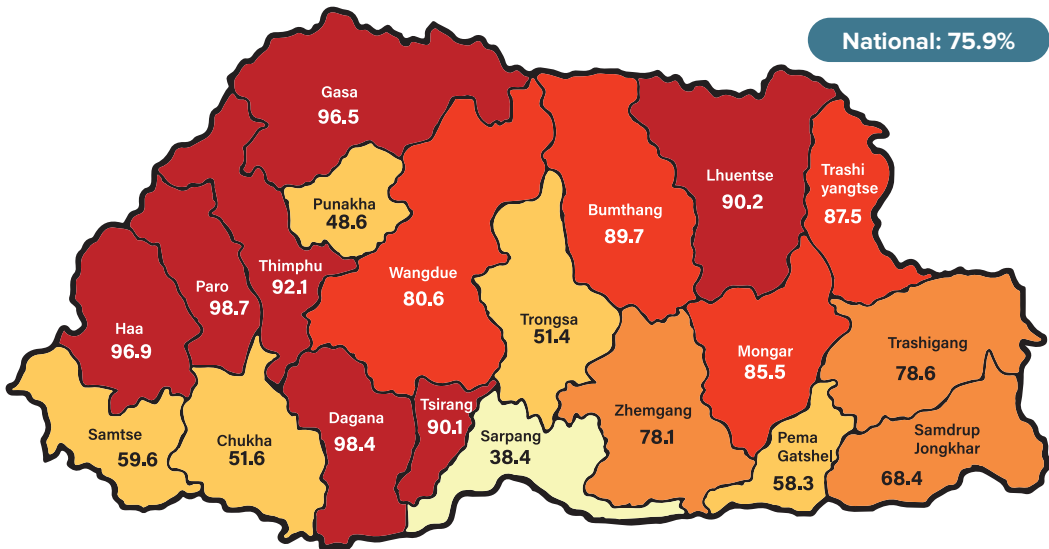 National: 75.9%
Gasa
96.5
Punakha
48.6
Thimphu
92.1
Paro
98.7
Haa
96.9
Wangdue
80.6
Bumthang
89.7
Lhuentse
90.2
Trashi
yangtse
87.5
Trongsa
51.4
Mongar
85.5
Trashigang
78.6
Samtse
59.6
Chukha
51.6
Dagana
98.4
Tsirang
90.1
Sarpang
38.4
Zhemgang
78.1
Pema
Gatshel
58.3
Samdrup
Jongkhar
68.4